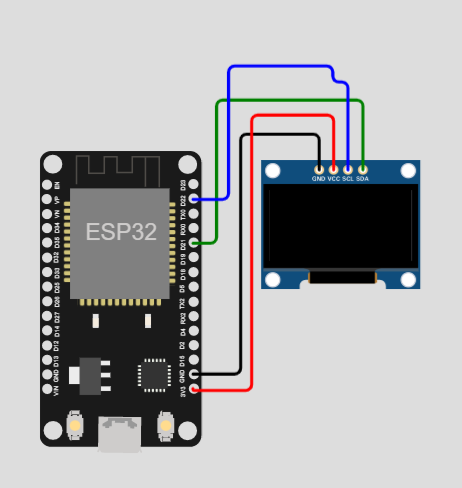 GND VCC SCL SDA
ESP32
EN
VP
VN
D34
D35
D32
D33
D25
D26
D27
D14
D12
D13
GND
VIN
D23
D22
TX0
RX0
D21
D19
D18
D5
TX2
RX2
D4
D2
D15
GND
3V3